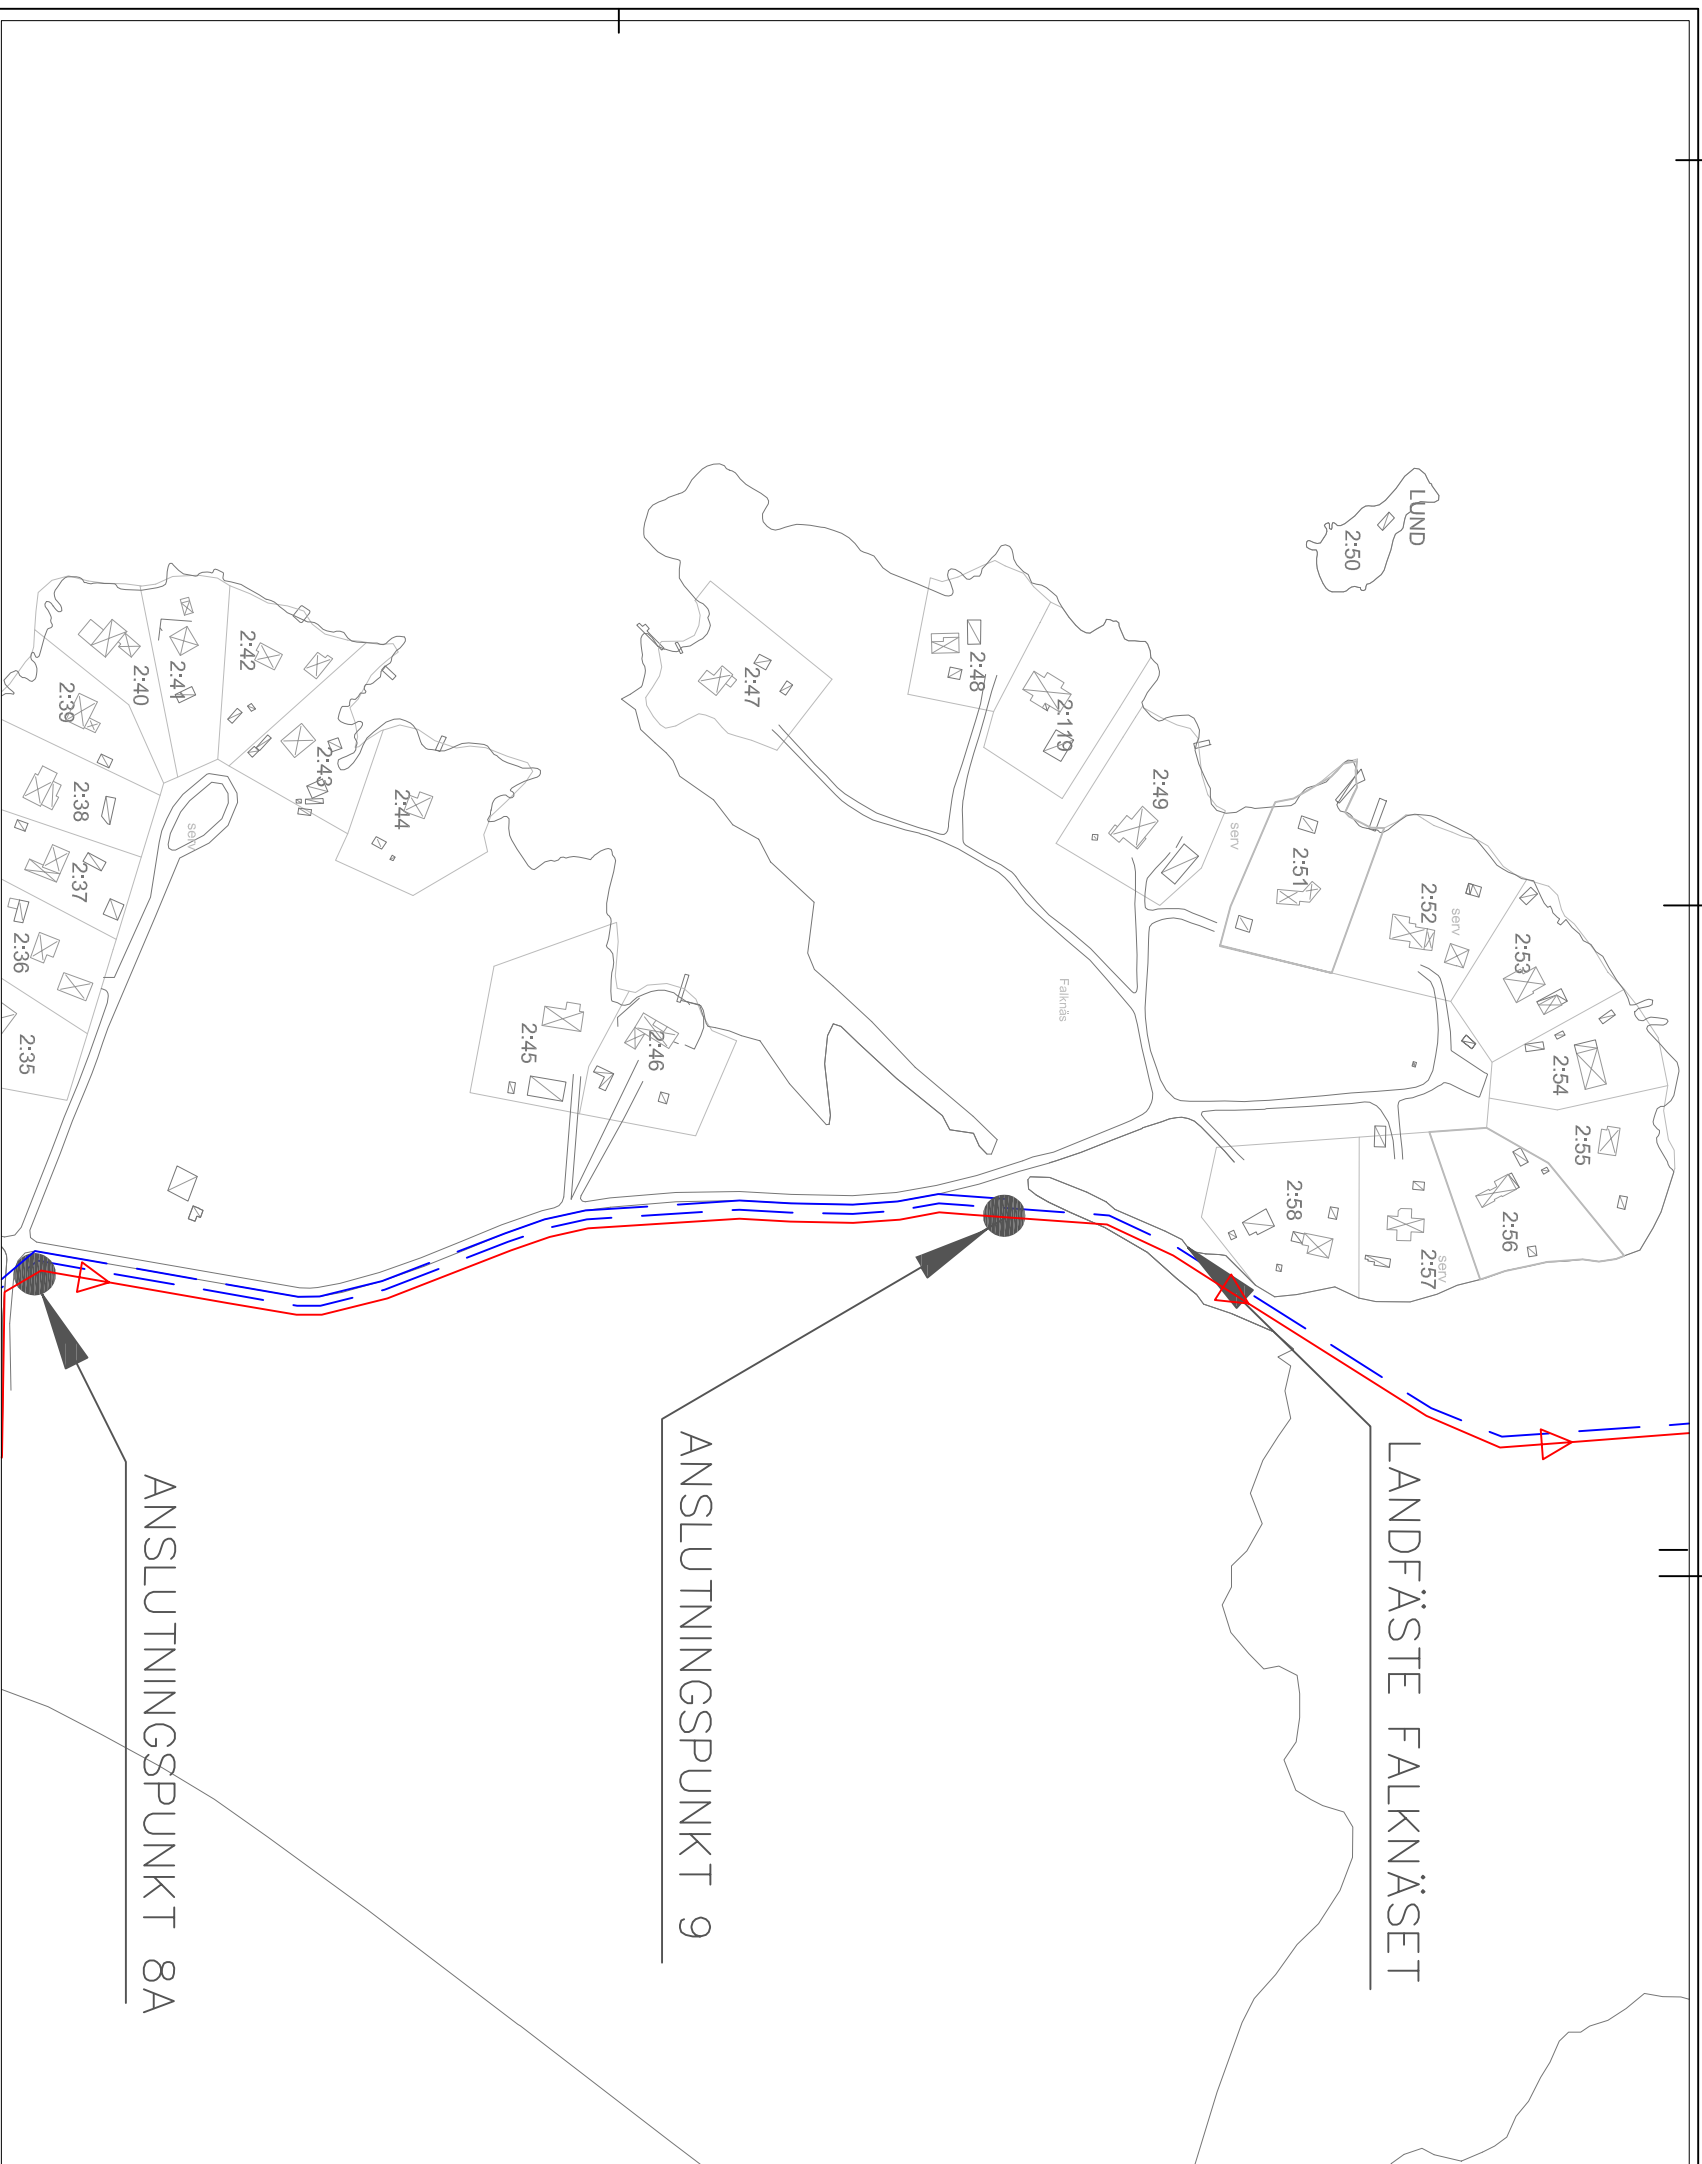 LUND
2:50
2:48
2:119
2:47
2:49
serv
2:51
2:52
serv
2:53
2:54
2:55
2:56
2:57
serv
2:58
Falknäs
2:42
2:41
2:40
2:39
2:38
2:37
2:36
2:35
2:43
2:44
serv
2:45
2:46
LANDFÄSTE FALKNÄSET
ANSLUTNINGSPUNKT 9
ANSLUTNINGSPUNKT 8A